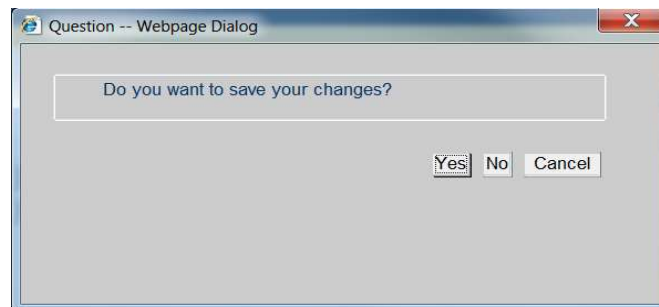 Question -- Webpage Dialog
Do you want to save your changes?
Yes No Cancel